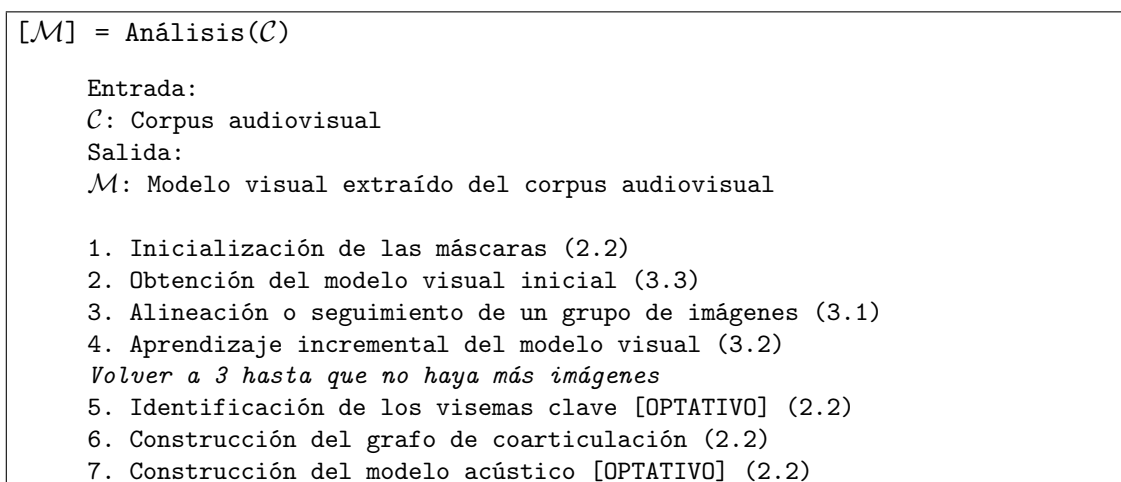 [ℳ] = Análisis(𝒞)
Entrada:
𝒞: Corpus audiovisual
Salida:
ℳ: Modelo visual extraído del corpus audiovisual
1. Inicialización de las máscaras (2.2)
2. Obtención del modelo visual inicial (3.3)
3. Alineación o seguimiento de un grupo de imágenes (3.1)
4. Aprendizaje incremental del modelo visual (3.2)
Volver a 3 hasta que no haya más imágenes
5. Identificación de los visemas clave [OPTATIVO] (2.2)
6. Construcción del grafo de coarticulación (2.2)
7. Construcción del modelo acústico [OPTATIVO] (2.2)